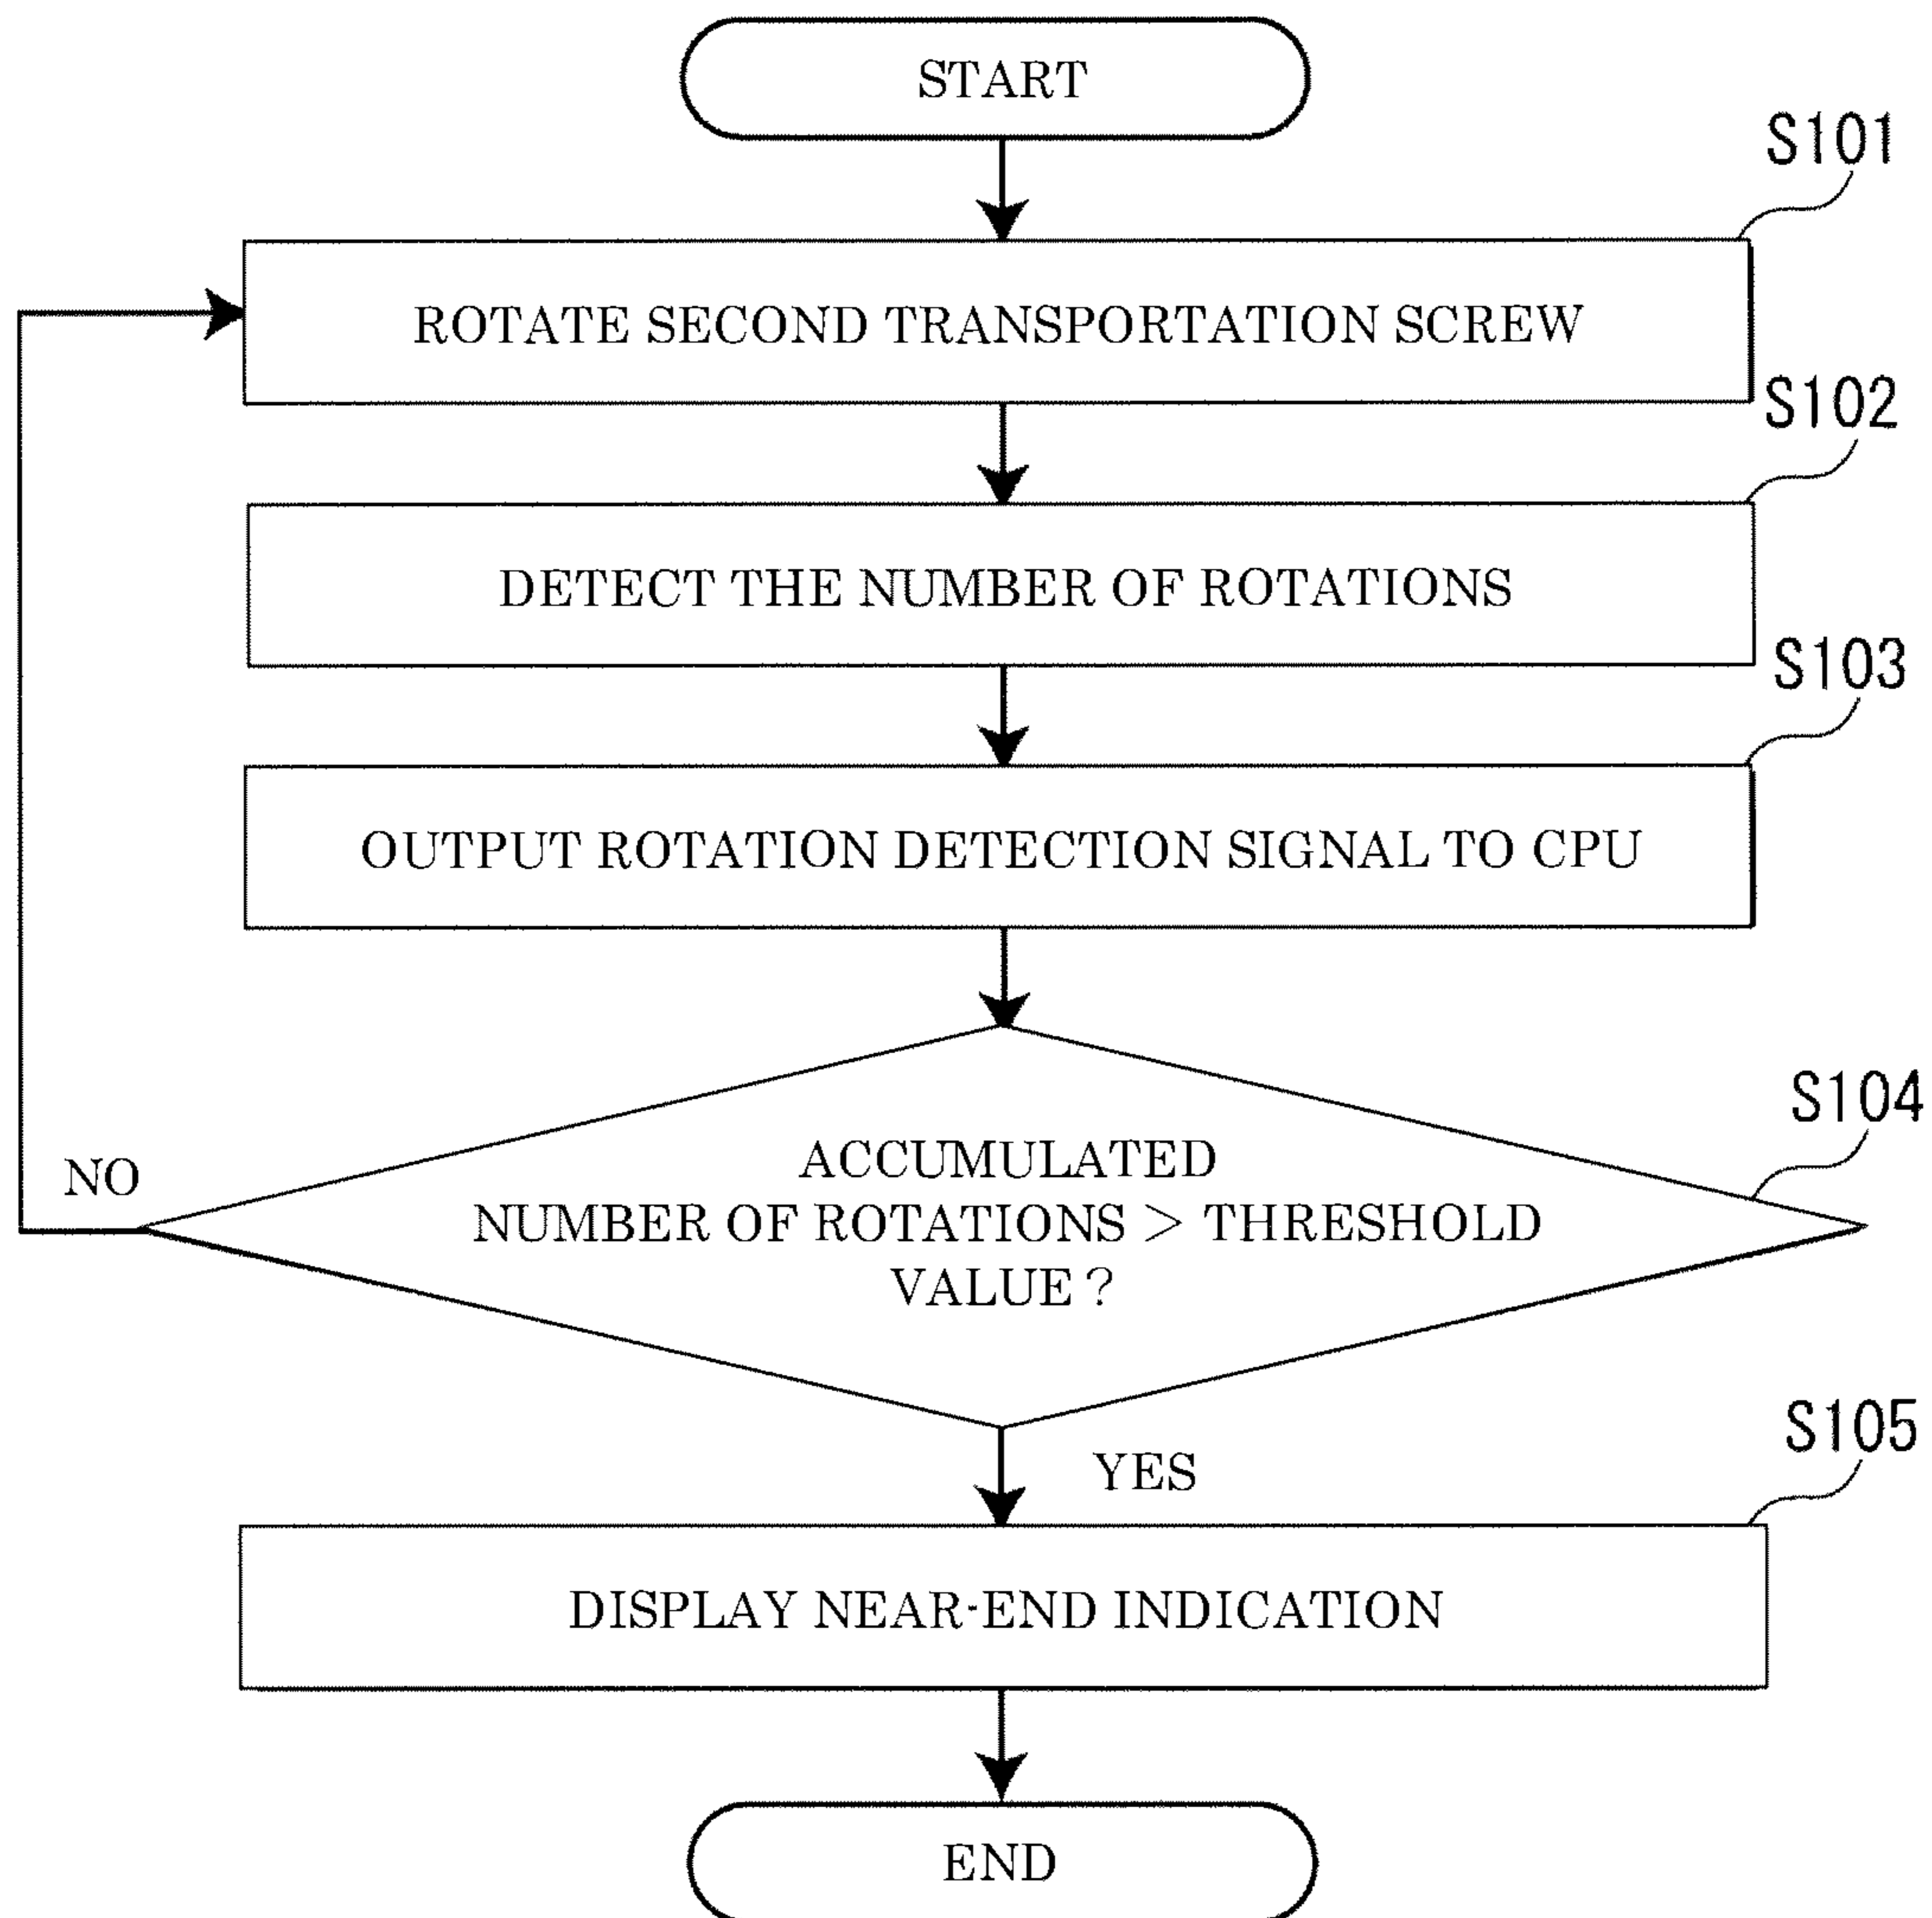 START
S101
ROTATE SECOND TRANSPORTATION SCREW
S102
DETECT THE NUMBER OF ROTATIONS
S103
OUTPUT ROTATION DETECTION SIGNAL TO CPU
S104
ACCUMULATED
NUMBER OF ROTATIONS > THRESHOLD
VALUE ?
NO
YES
S105
DISPLAY NEAR-END INDICATION
END